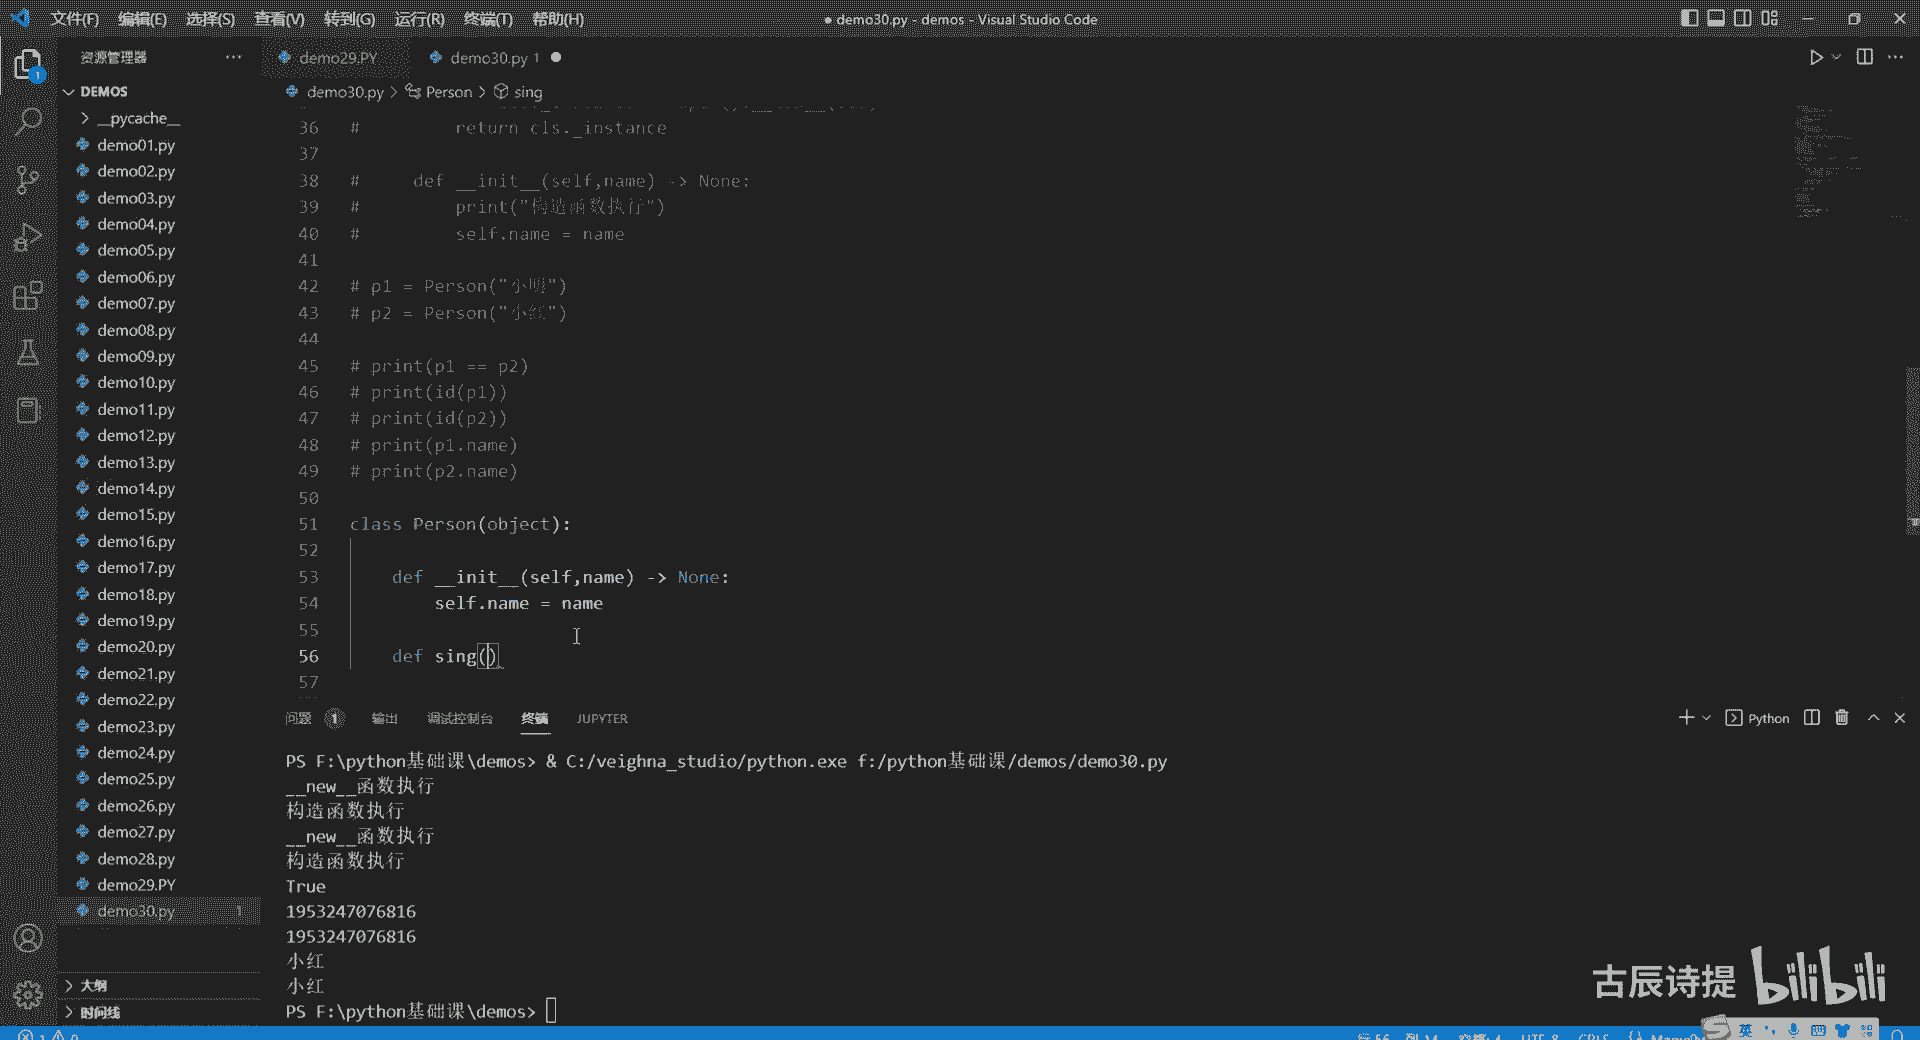 文件(F) 编辑(E) 选择(S) 查看(V) 转到(G) 运行(R) 终端(T) 帮助(H)
● demo30.py - demos - Visual Studio Code
资源管理器 ···
demo29.PY
demo30.py 1 ●
DEMOS
demo30.py > Person > sing
> __pycache__
demo01.py
demo02.py
demo03.py
demo04.py
demo05.py
demo06.py
demo07.py
demo08.py
demo09.py
demo10.py
demo11.py
demo12.py
demo13.py
demo14.py
demo15.py
demo16.py
demo17.py
demo18.py
demo19.py
demo20.py
demo21.py
demo22.py
demo23.py
demo24.py
demo25.py
demo26.py
demo27.py
demo28.py
demo29.PY
demo30.py 1
大纲
时间线
36 # return cls._instance
37
38 # def __init__(self,name) -> None:
39 # print("构造函数执行")
40 # self.name = name
41
42 # p1 = Person("小明")
43 # p2 = Person("小红")
44
45 # print(p1 == p2)
46 # print(id(p1))
47 # print(id(p2))
48 # print(p1.name)
49 # print(p2.name)
50
51 class Person(object):
52
53 def __init__(self,name) -> None:
54 self.name = name
55
56 def sing()
57
问题 1 输出 调试控制台 终端 JUPYTER
Python
PS F:\python基础课\demos> & C:/veighna_studio/python.exe f:/python基础课/demos/demo30.py
__new__函数执行
构造函数执行
__new__函数执行
构造函数执行
True
1953247076816
1953247076816
小红
小红
PS F:\python基础课\demos>
古辰诗提 bilibili
英